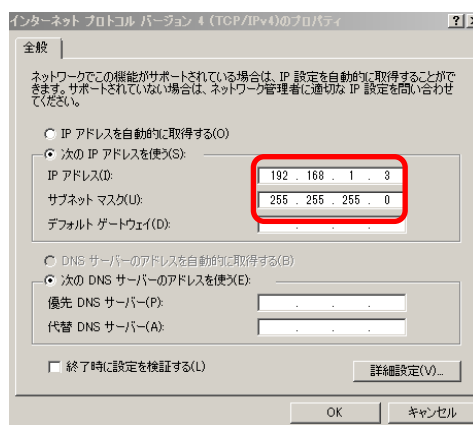 インターネット プロトコル バージョン 4 (TCP/IPv4)のプロパティ
全般
ネットワークでこの機能がサポートされている場合は、IP 設定を自動的に取得することがで
きます。サポートされていない場合は、ネットワーク管理者に適切な IP 設定を問い合わせ
てください。
IP アドレスを自動的に取得する(O)
次の IP アドレスを使う(S):
IP アドレス(I): 192 . 168 . 1 . 3
サブネット マスク(U): 255 . 255 . 255 . 0
デフォルト ゲートウェイ(D): . . .
DNS サーバーのアドレスを自動的に取得する(B)
次の DNS サーバーのアドレスを使う(E):
優先 DNS サーバー(P): . . .
代替 DNS サーバー(A): . . .
終了時に設定を検証する(L)
詳細設定(V)...
OK キャンセル